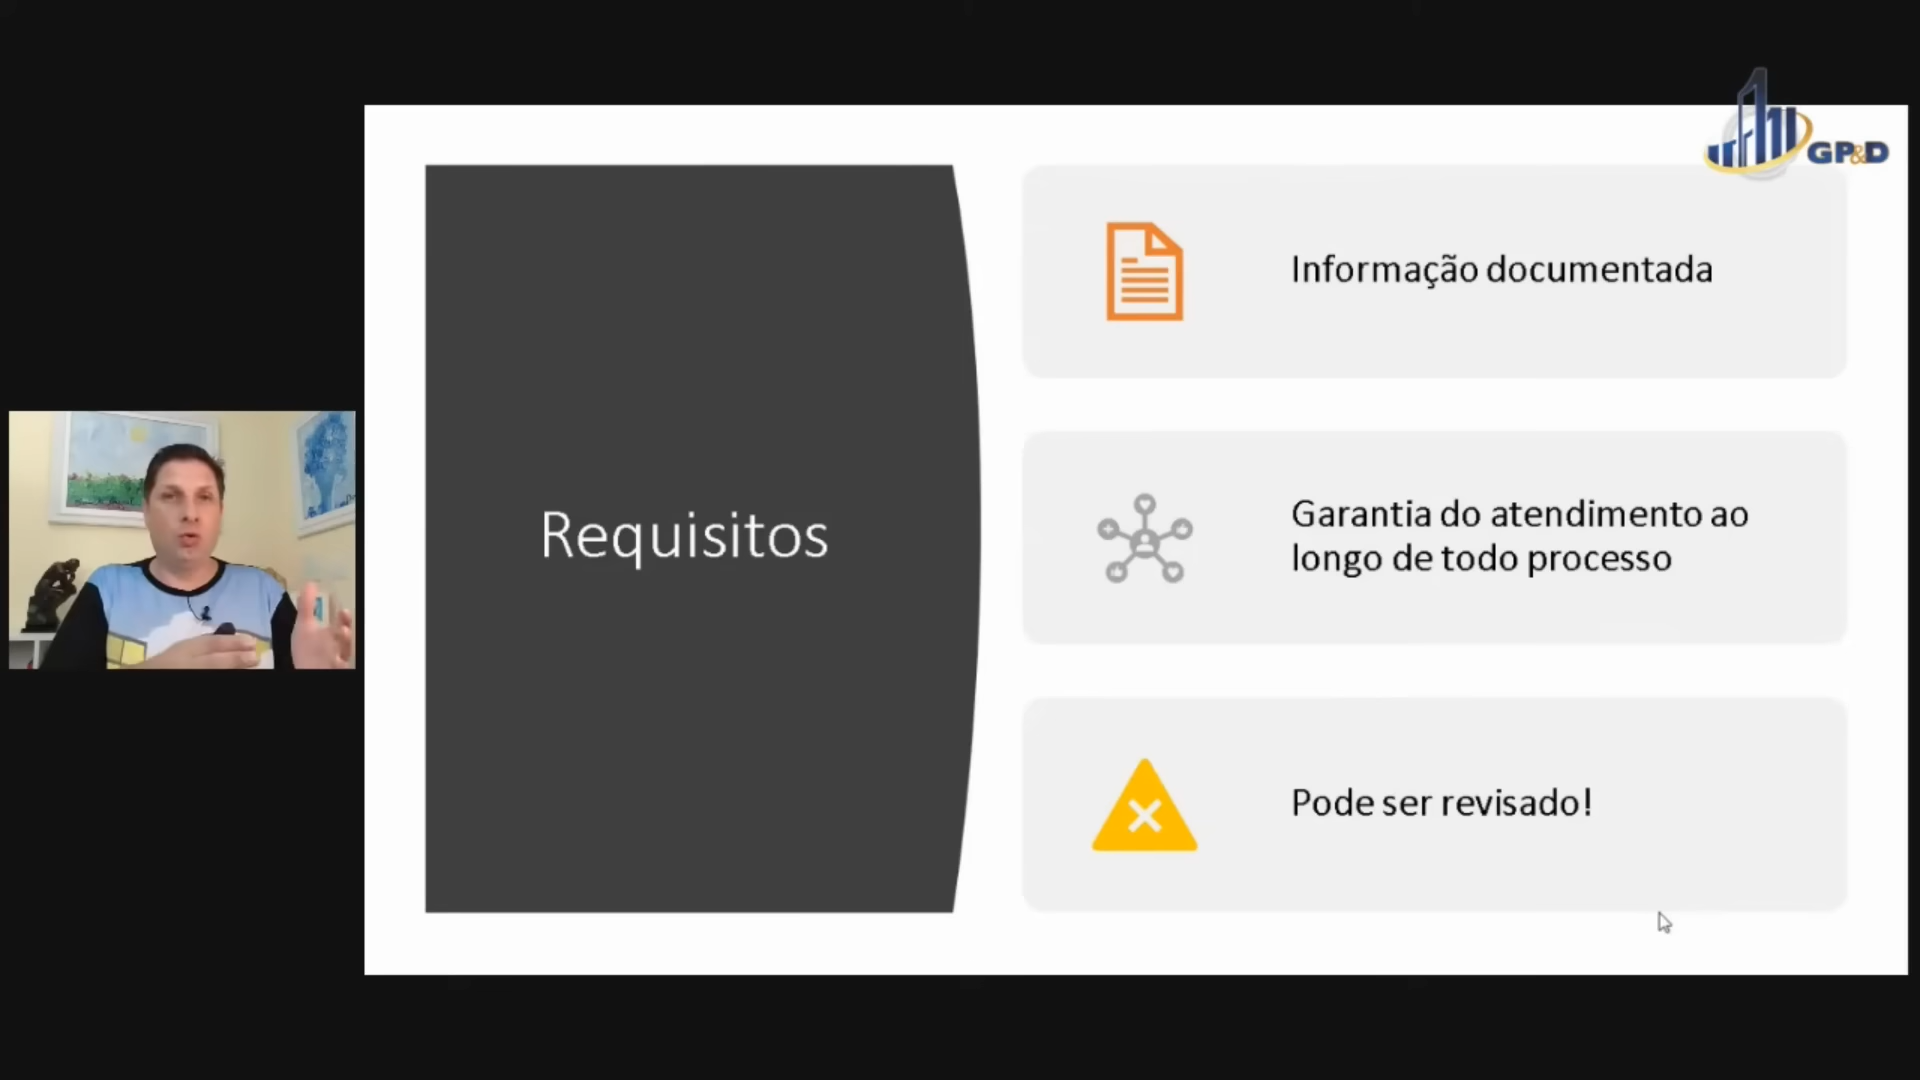 GP&D
Requisitos
Informação documentada
Garantia do atendimento ao
longo de todo processo
Pode ser revisado!